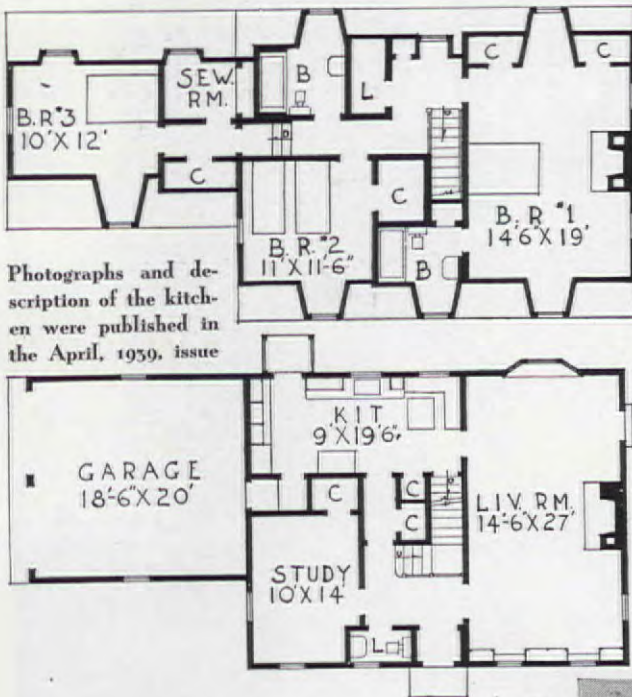 SEW.
RM.
B
L
C
C
B.R#3
10'X12'
C
C
B.R.#2
11'X11'-6"
B
B.R.#1
14'6"X19'
Photographs and de-
scription of the kitch-
en were published in
the April, 1939, issue
KIT
9'X19'6"
GARAGE
18'-6"X20'
C
C
C
LIV. RM.
14'-6"X27'
STUDY
10'X14'
L